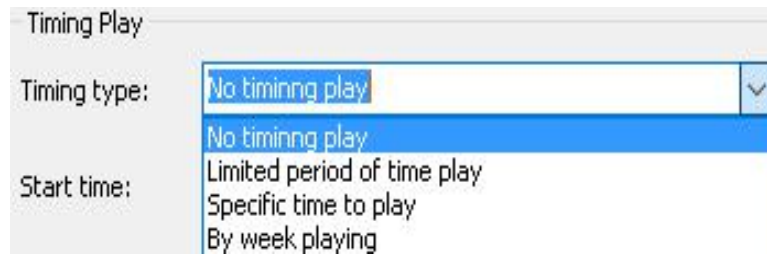 Timing Play
Timing type:
No timinng play
No timinng play
Limited period of time play
Start time:
Specific time to play
By week playing